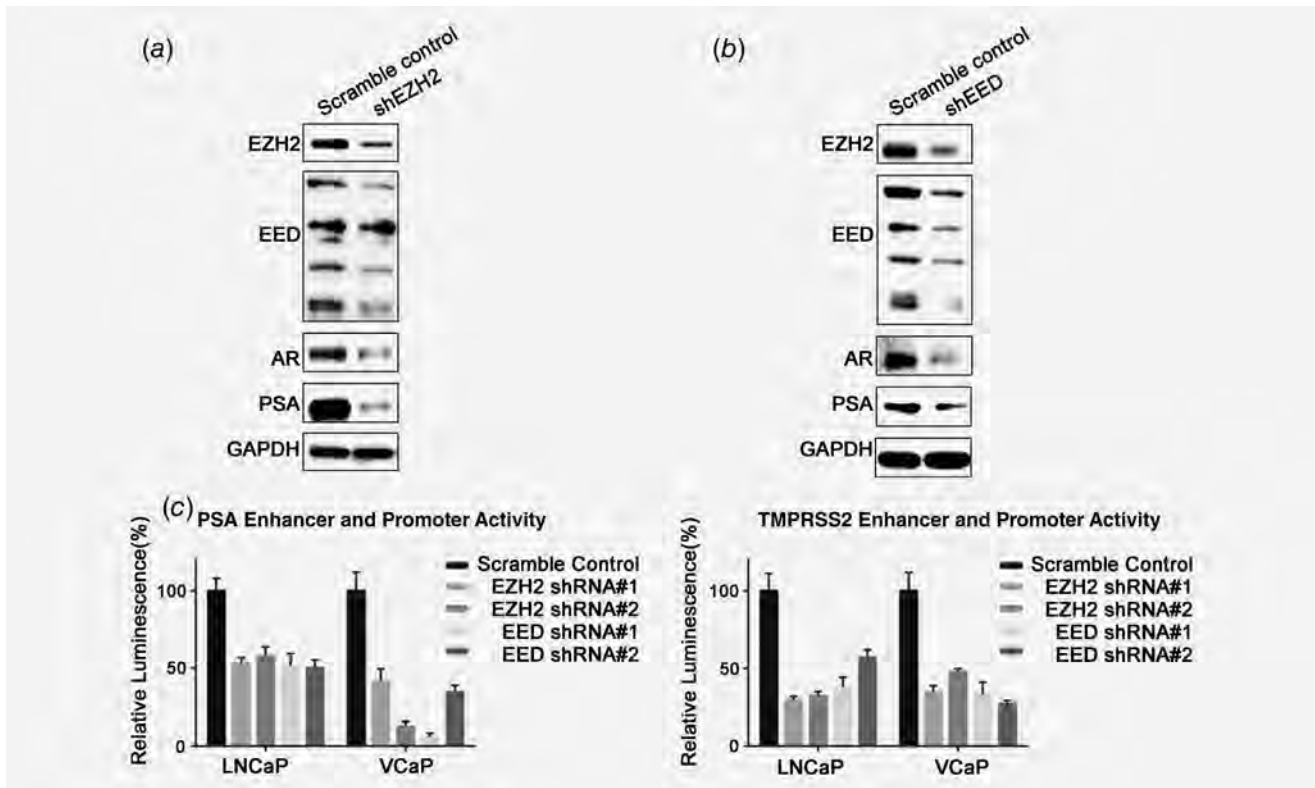 (a)
Scramble control
shEZH2
EZH2
EED
AR
PSA
GAPDH
(b)
Scramble control
shEED
EZH2
EED
AR
PSA
GAPDH
(c)
PSA Enhancer and Promoter Activity
Relative Luminescence(%)
100
50
0
LNCaP
VCaP
Scramble Control
EZH2 shRNA#1
EZH2 shRNA#2
EED shRNA#1
EED shRNA#2
TMPRSS2 Enhancer and Promoter Activity
Relative Luminescence(%)
100
50
0
LNCaP
VCaP
Scramble Control
EZH2 shRNA#1
EZH2 shRNA#2
EED shRNA#1
EED shRNA#2